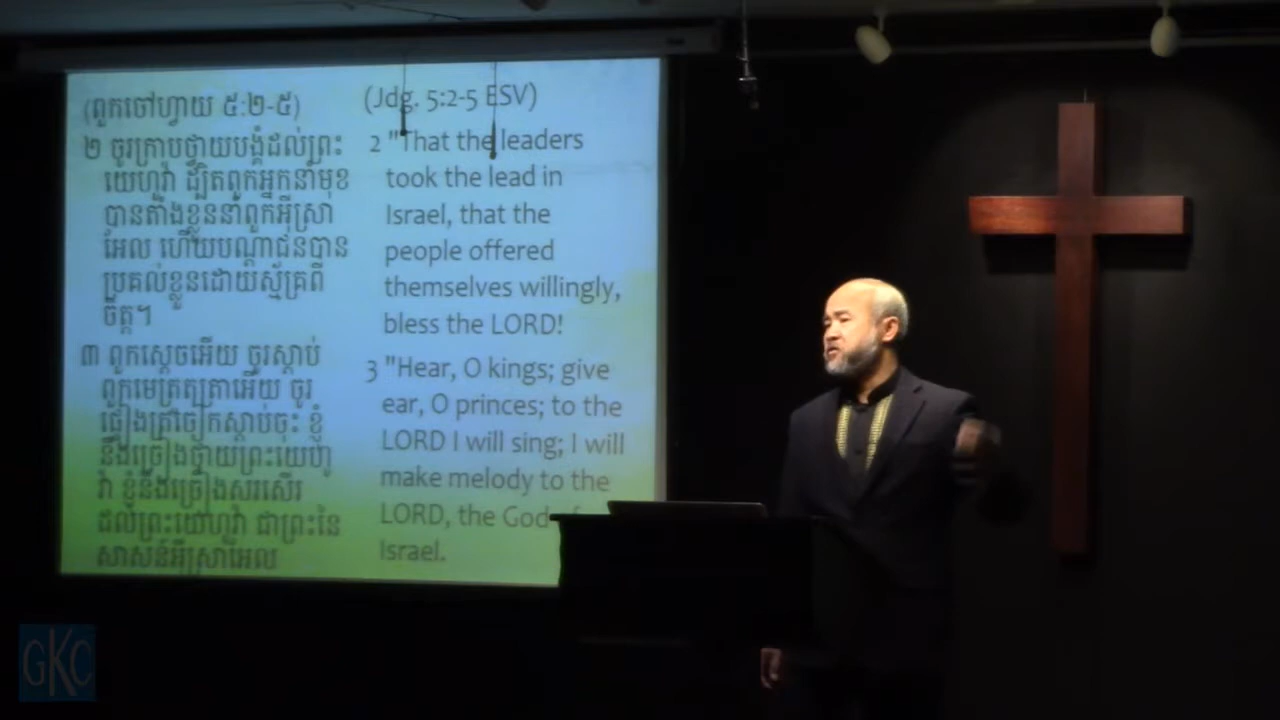 (ពួកចៅហ្វាយ ៥:២-៥)
២ ចូរក្រាបថ្វាយបង្គំដល់ព្រះ
យេហូវ៉ា ដ្បិតពួកអ្នកនាំមុខ
បានតាំងខ្លួននាំពួកអ៊ីស្រា
អែល ហើយបណ្តាជនបាន
ប្រគល់ខ្លួនដោយស្ម័គ្រពី
ចិត្ត។
៣ ពួកស្តេចអើយ ចូរស្តាប់
ពួកមេត្រួតត្រាអើយ ចូរ
ផ្ទៀងត្រចៀកស្តាប់ចុះ ខ្ញុំ
នឹងច្រៀងថ្វាយព្រះយេហូ
វ៉ា ខ្ញុំនឹងច្រៀងសរសើរ
ដល់ព្រះយេហូវ៉ា ជាព្រះនៃ
សាសន៍អ៊ីស្រាអែល
(Jdg. 5:2-5 ESV)
2 "That the leaders
took the lead in
Israel, that the
people offered
themselves willingly,
bless the LORD!
3 "Hear, O kings; give
ear, O princes; to the
LORD I will sing; I will
make melody to the
LORD, the God of
Israel.
GKC